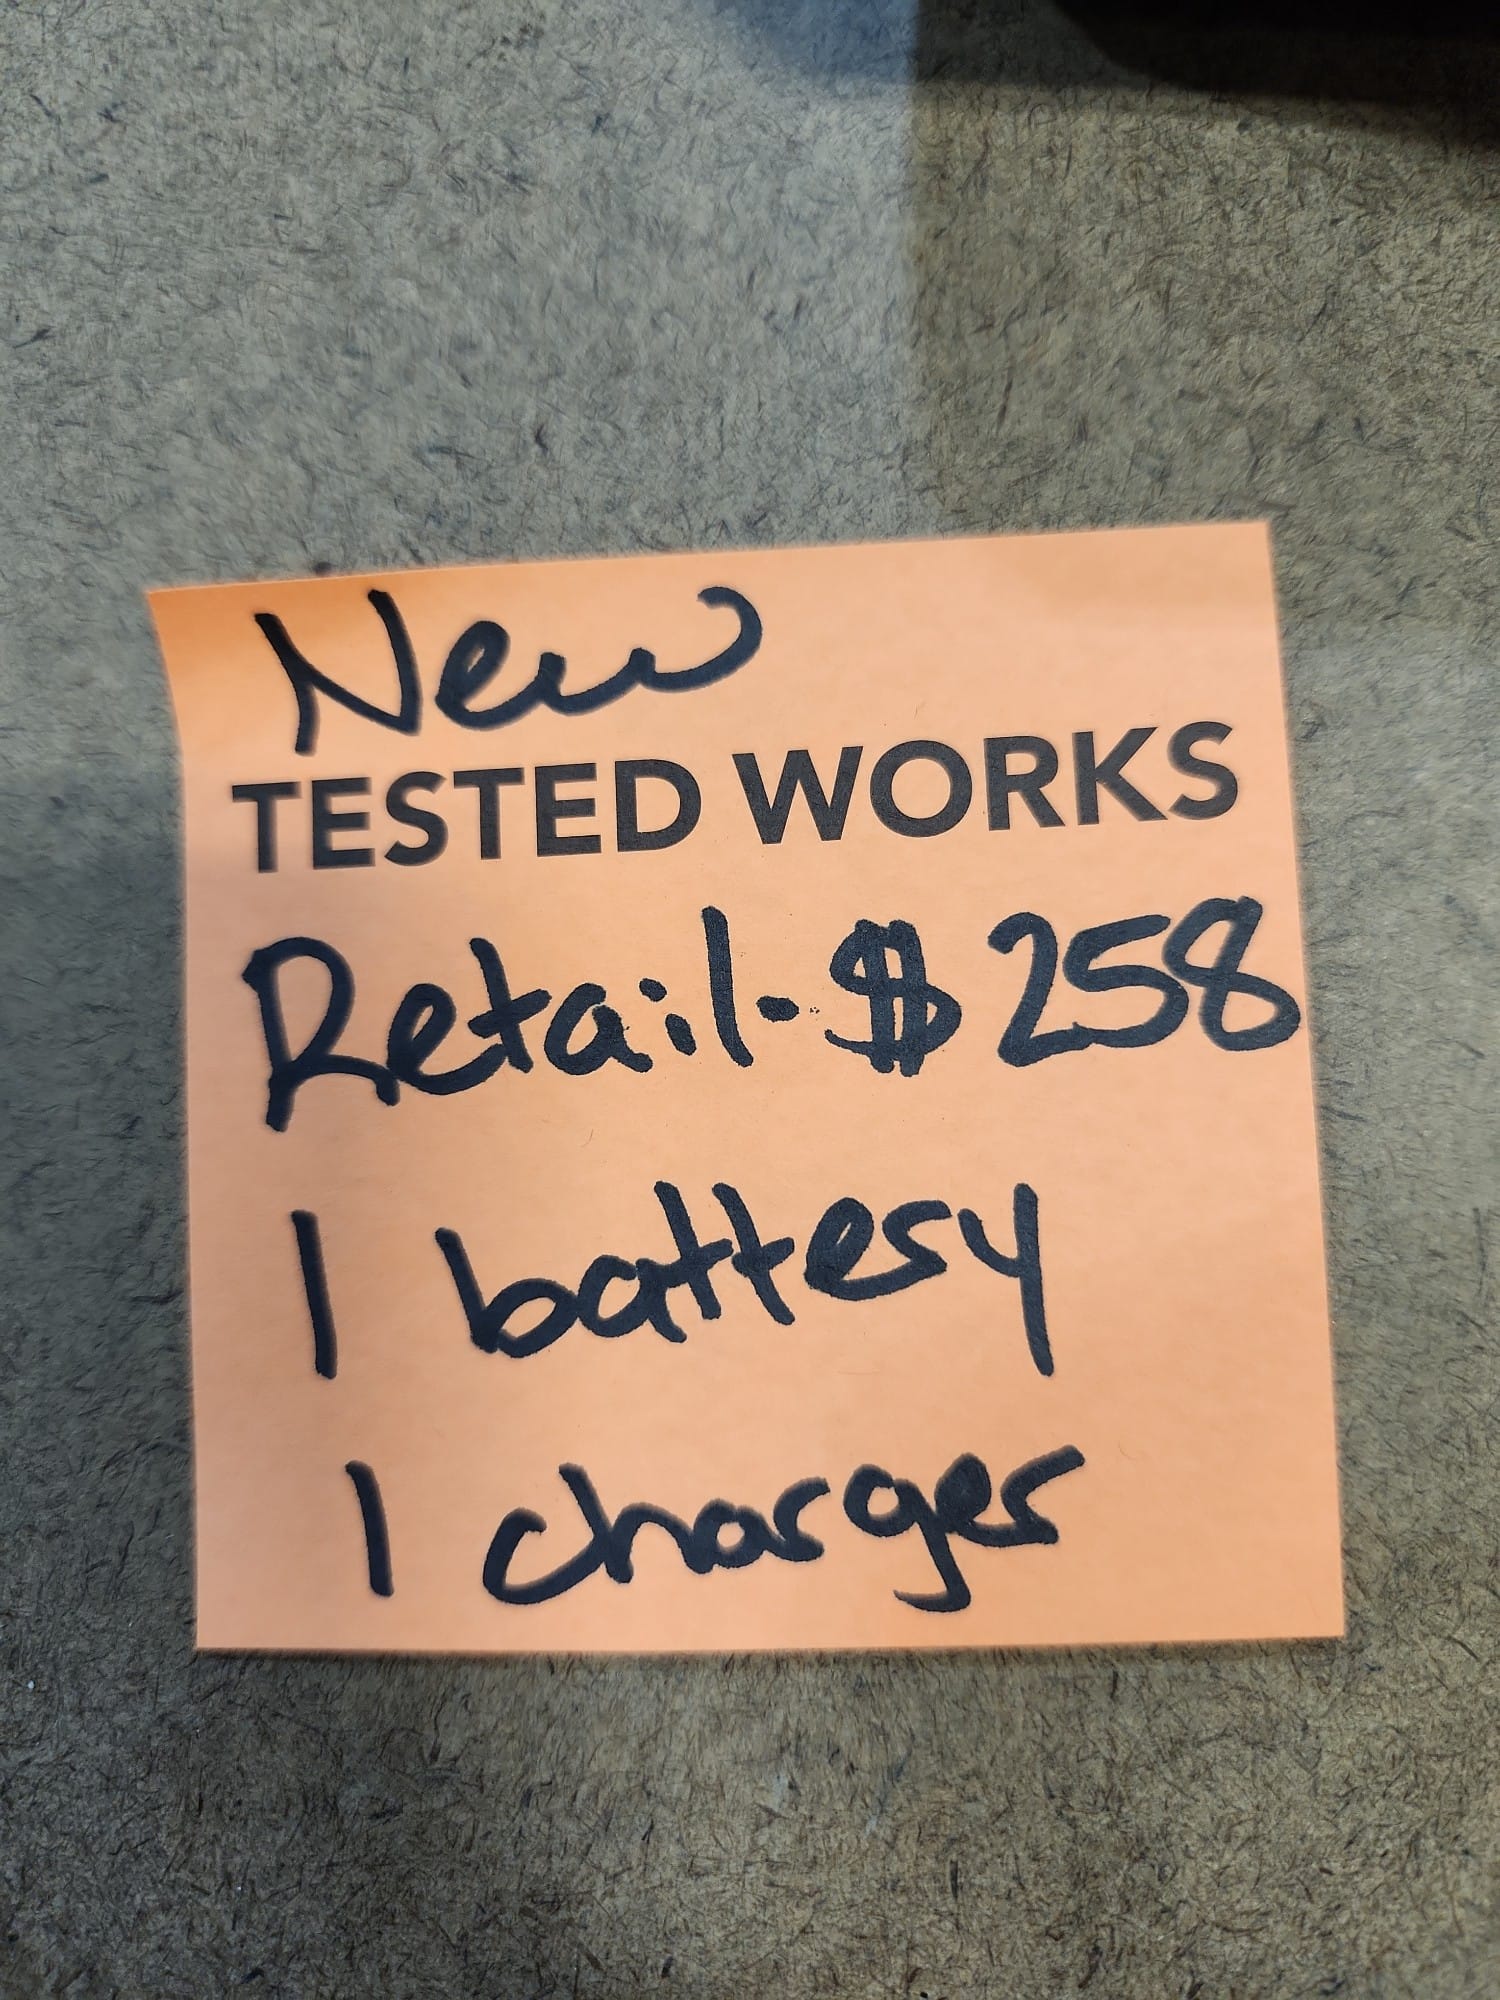 New
TESTED WORKS
Retail-$258
1 battery
1 charger